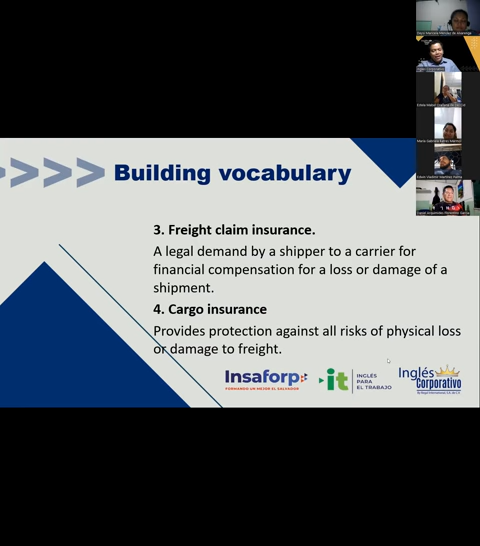 >>>> Building vocabulary
3. Freight claim insurance.
A legal demand by a shipper to a carrier for
financial compensation for a loss or damage of a
shipment.
4. Cargo insurance
Provides protection against all risks of physical loss
or damage to freight.
Insaforp
FORMANDO UN MEJOR EL SALVADOR
it
INGLÉS
PARA
EL TRABAJO
Inglés
Corporativo